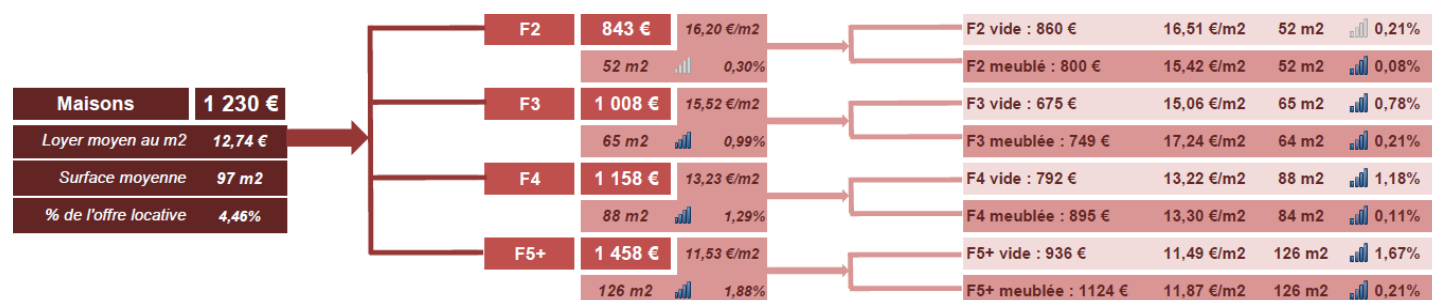 F2 843 € 16,20 €/m2
52 m2 0,30%
F2 vide : 860 € 16,51 €/m2 52 m2 0,21%
F2 meublé : 800 € 15,42 €/m2 52 m2 0,08%
Maisons 1 230 €
Loyer moyen au m2 12,74 €
Surface moyenne 97 m2
% de l'offre locative 4,46%
F3 1 008 € 15,52 €/m2
65 m2 0,99%
F3 vide : 675 € 15,06 €/m2 65 m2 0,78%
F3 meublée : 749 € 17,24 €/m2 64 m2 0,21%
F4 1 158 € 13,23 €/m2
88 m2 1,29%
F4 vide : 792 € 13,22 €/m2 88 m2 1,18%
F4 meublée : 895 € 13,30 €/m2 84 m2 0,11%
F5+ 1 458 € 11,53 €/m2
126 m2 1,88%
F5+ vide : 936 € 11,49 €/m2 126 m2 1,67%
F5+ meublée : 1124 € 11,87 €/m2 126 m2 0,21%